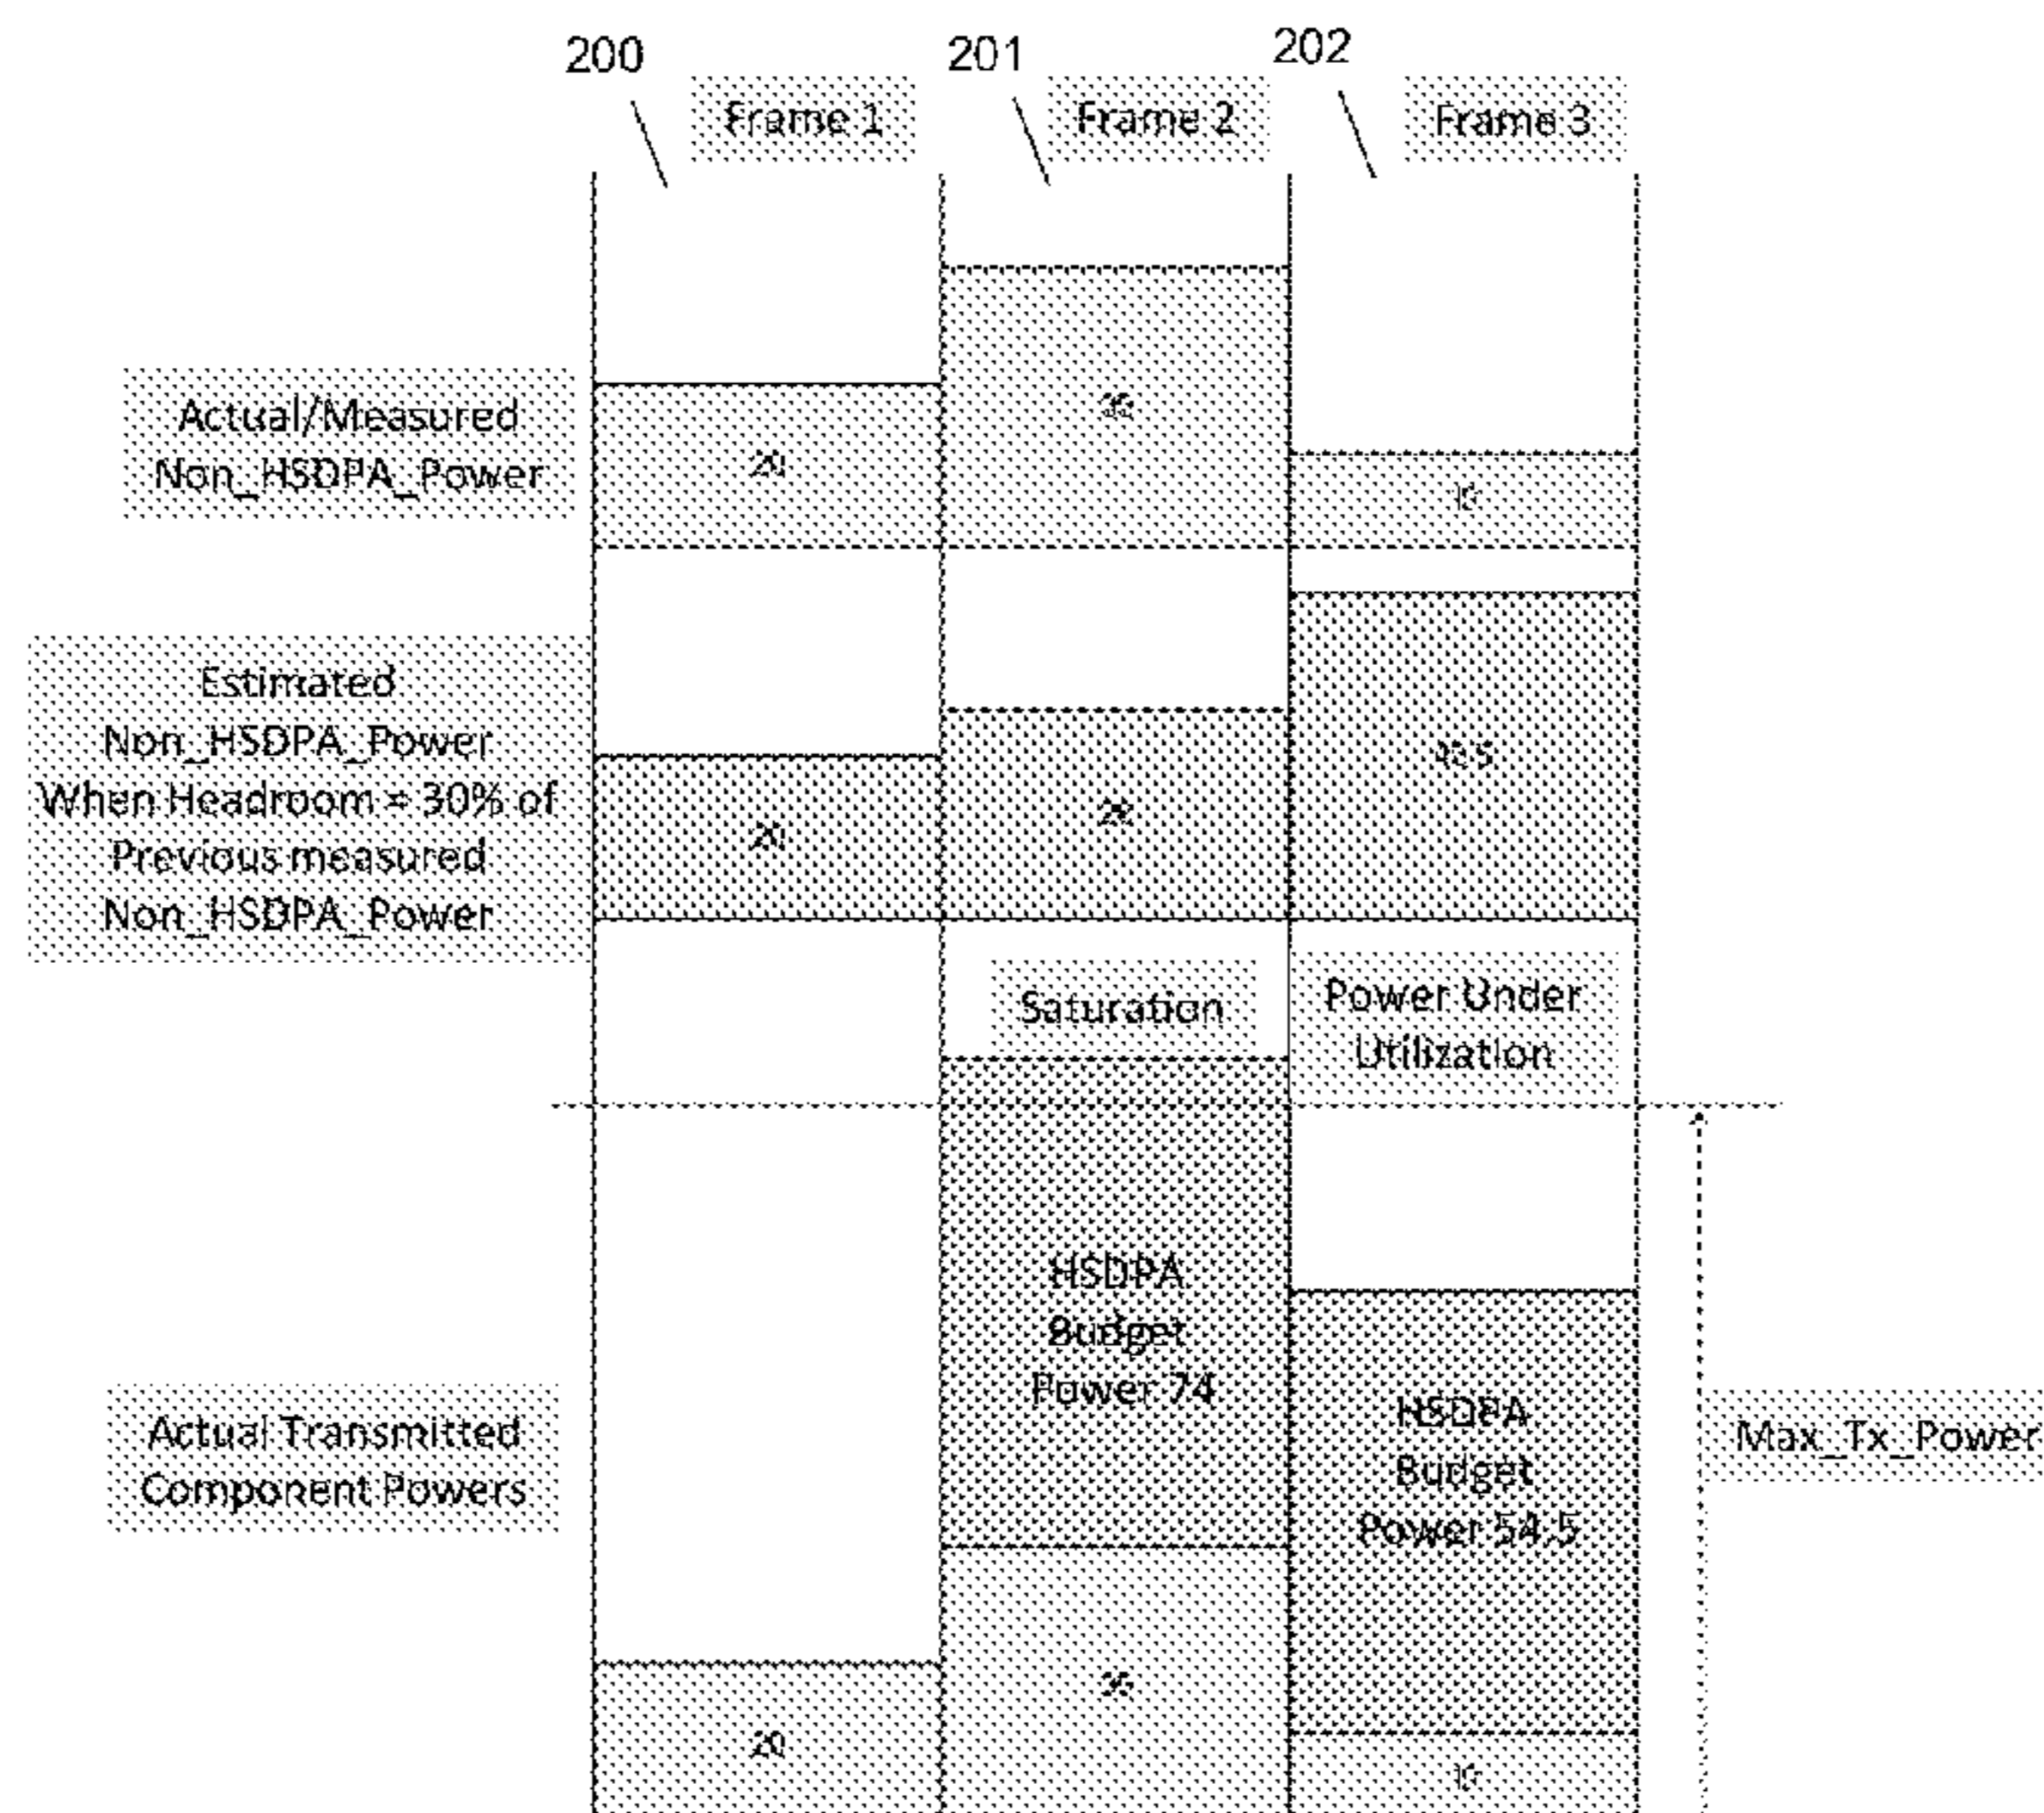 200
201
202
Frame 1
Frame 2
Frame 3
Actual/Measured
Non_HSDPA_Power
20
Estimated
Non_HSDPA_Power
When Headroom = 30% of
Previous measured
Non_HSDPA_Power
20
Saturation
Power Under
Utilization
HSDPA
Budget
Power 74
HSDPA
Budget
Power 54.5
Actual Transmitted
Component Powers
Max_Tx_Power
20